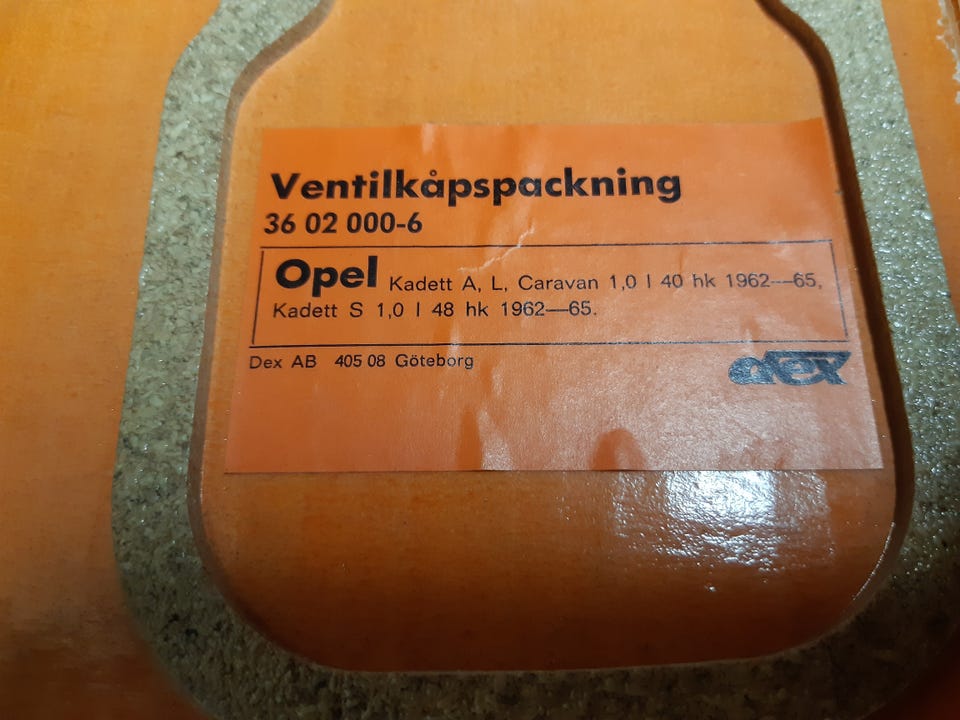 Ventilkåpspackning
36 02 000-6
Opel Kadett A, L, Caravan 1,0 l 40 hk 1962—65,
Kadett S 1,0 l 48 hk 1962—65.
Dex AB 405 08 Göteborg
dex